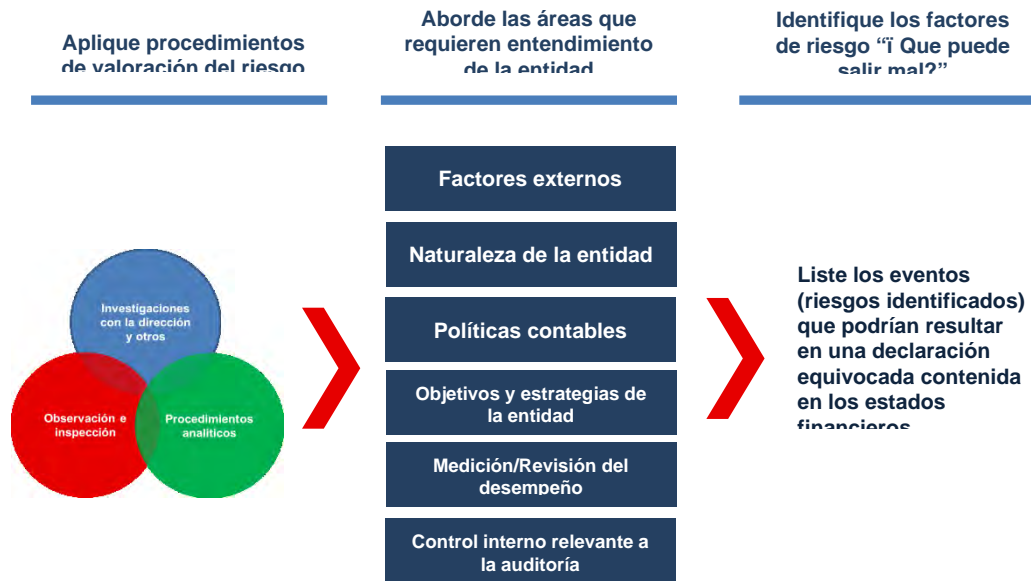 Aplique procedimientos
de valoración del riesgo
Aborde las áreas que
requieren entendimiento
de la entidad
Identifique los factores
de riesgo “ï Que puede
salir mal?”
Investigaciones
con la dirección
y otros
Observación e
inspección
Procedimientos
analíticos
Factores externos
Naturaleza de la entidad
Políticas contables
Objetivos y estrategias de
la entidad
Medición/Revisión del
desempeño
Control interno relevante a
la auditoría
Liste los eventos
(riesgos identificados)
que podrían resultar
en una declaración
equivocada contenida
en los estados
financieros